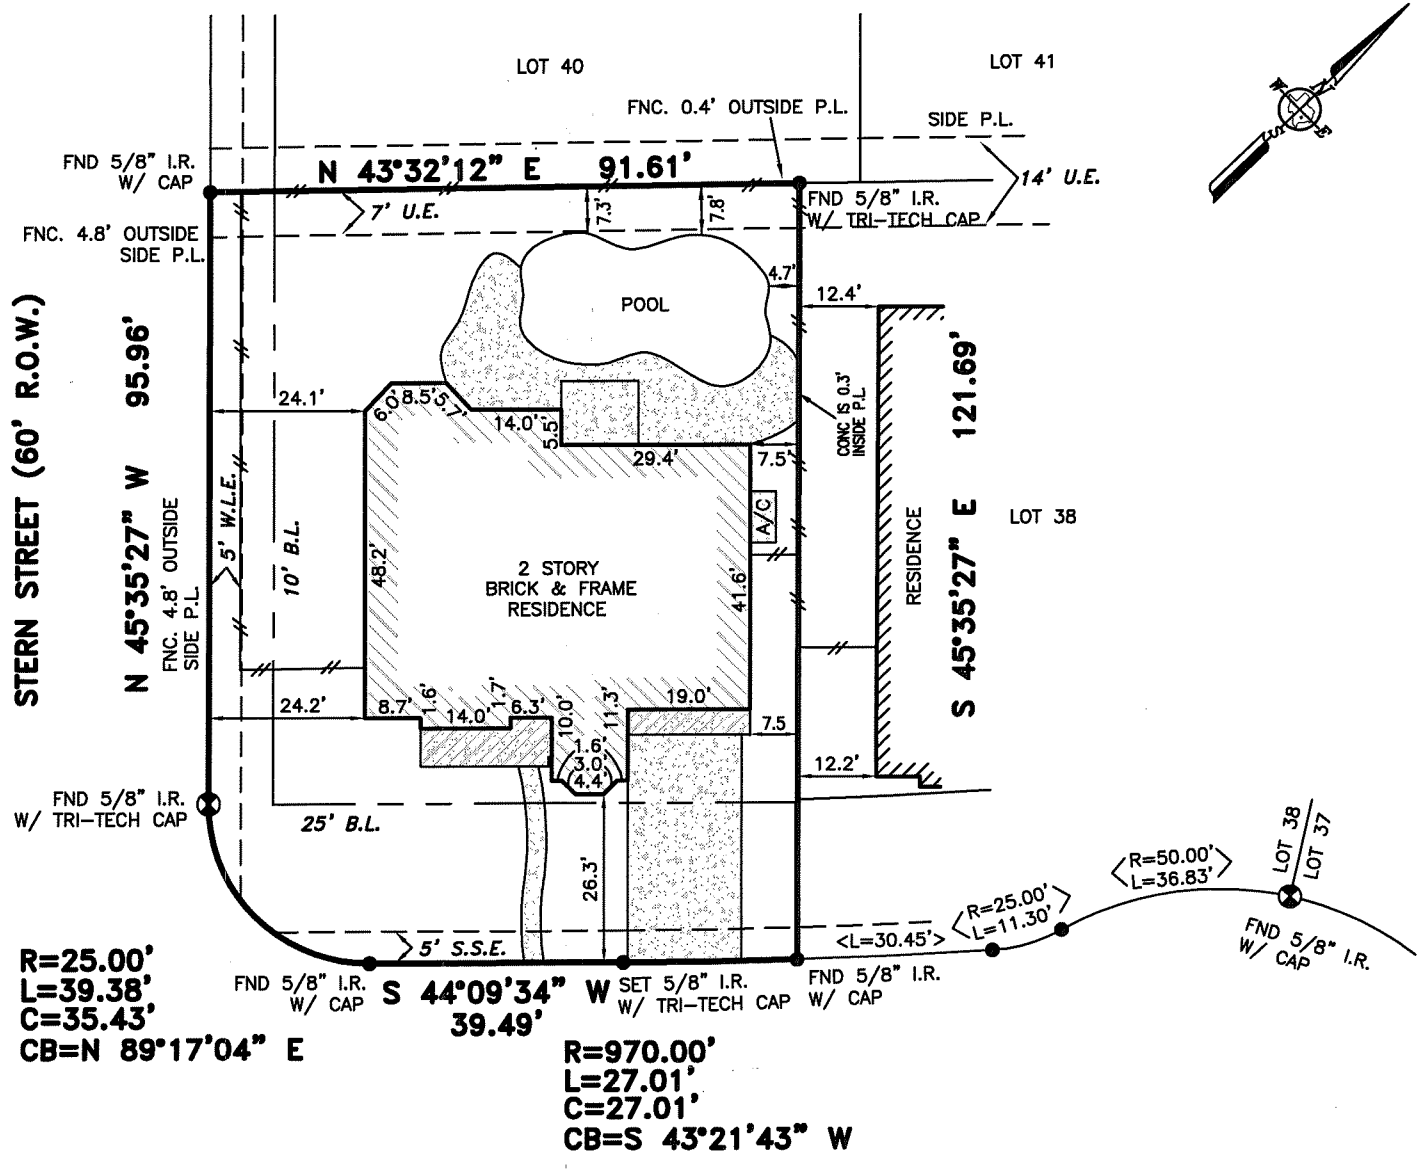 LOT 40
LOT 41
FNC. 0.4' OUTSIDE P.L.
SIDE P.L.
N
W
E
S
FND 5/8" I.R.
W/ CAP
N 43°32'12" E 91.61'
14' U.E.
FND 5/8" I.R.
W/ TRI-TECH CAP
7' U.E.
7.3'
7.8'
FNC. 4.8' OUTSIDE
SIDE P.L.
4.7'
12.4'
POOL
STERN STREET (60' R.O.W.)
N 45°35'27" W 95.96'
FNC. 4.8' OUTSIDE
SIDE P.L.
5' W.L.E.
10' B.L.
24.1'
6.0'
8.5'
5.7'
14.0'
5.5'
29.4'
7.5'
CONC IS 0.3'
INSIDE P.L.
S 45°35'27" E 121.69'
A/C
LOT 38
RESIDENCE
48.2'
2 STORY
BRICK & FRAME
RESIDENCE
41.6'
24.2'
8.7'
1.6'
14.0'
1.7'
6.3'
10.0'
11.3'
19.0'
7.5
1.6'
3.0'
4.4'
12.2'
FND 5/8" I.R.
W/ TRI-TECH CAP
25' B.L.
26.3'
LOT 38
LOT 37
R=50.00'
L=36.83'
R=25.00'
L=11.30'
<L=30.45'>
FND 5/8" I.R.
W/ CAP
5' S.S.E.
R=25.00'
L=39.38'
C=35.43'
CB=N 89°17'04" E
FND 5/8" I.R.
W/ CAP
S 44°09'34" W
39.49'
SET 5/8" I.R.
W/ TRI-TECH CAP
FND 5/8" I.R.
W/ CAP
R=970.00'
L=27.01'
C=27.01'
CB=S 43°21'43" W